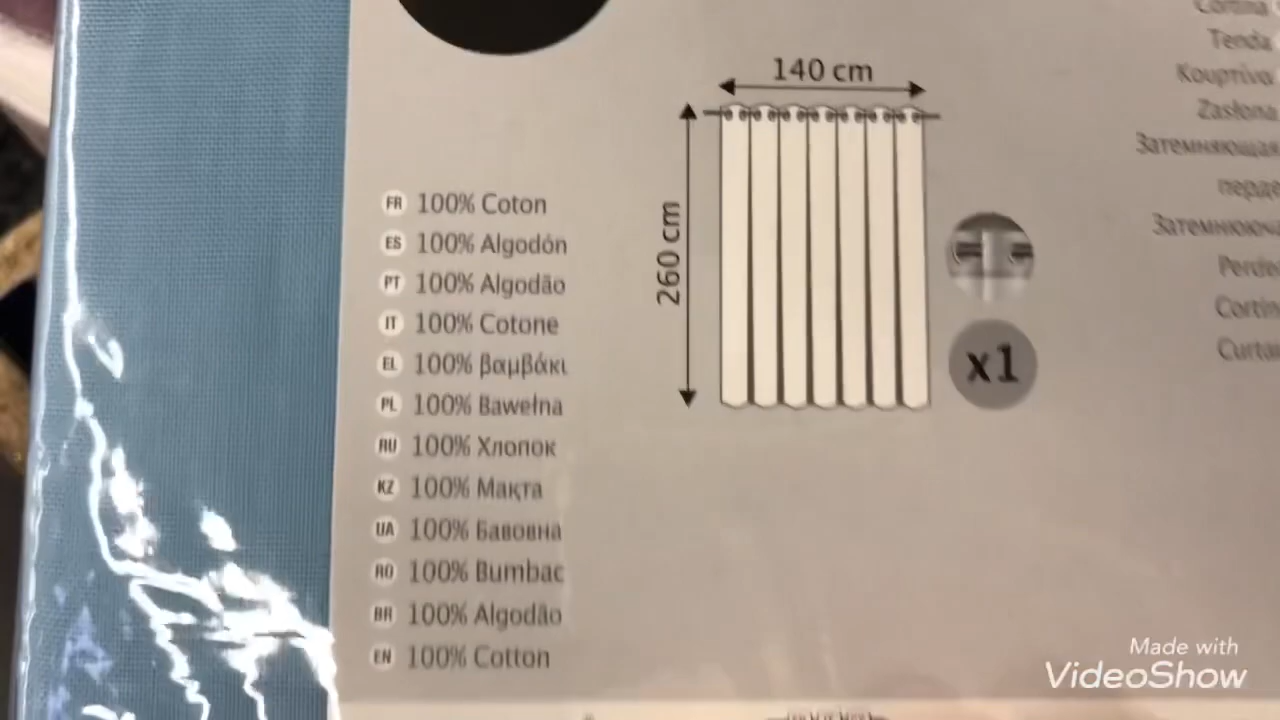 140 cm
260 cm
x1
FR 100% Coton
ES 100% Algodón
PT 100% Algodão
IT 100% Cotone
EL 100% βαμβάκι
PL 100% Bawełna
RU 100% Хлопок
KZ 100% Мақта
UA 100% Бавовна
RO 100% Bumbac
BR 100% Algodão
EN 100% Cotton
Cortina
Tenda
Κουρτίνα
Zasłona
Затемняющая
Made with
VideoShow